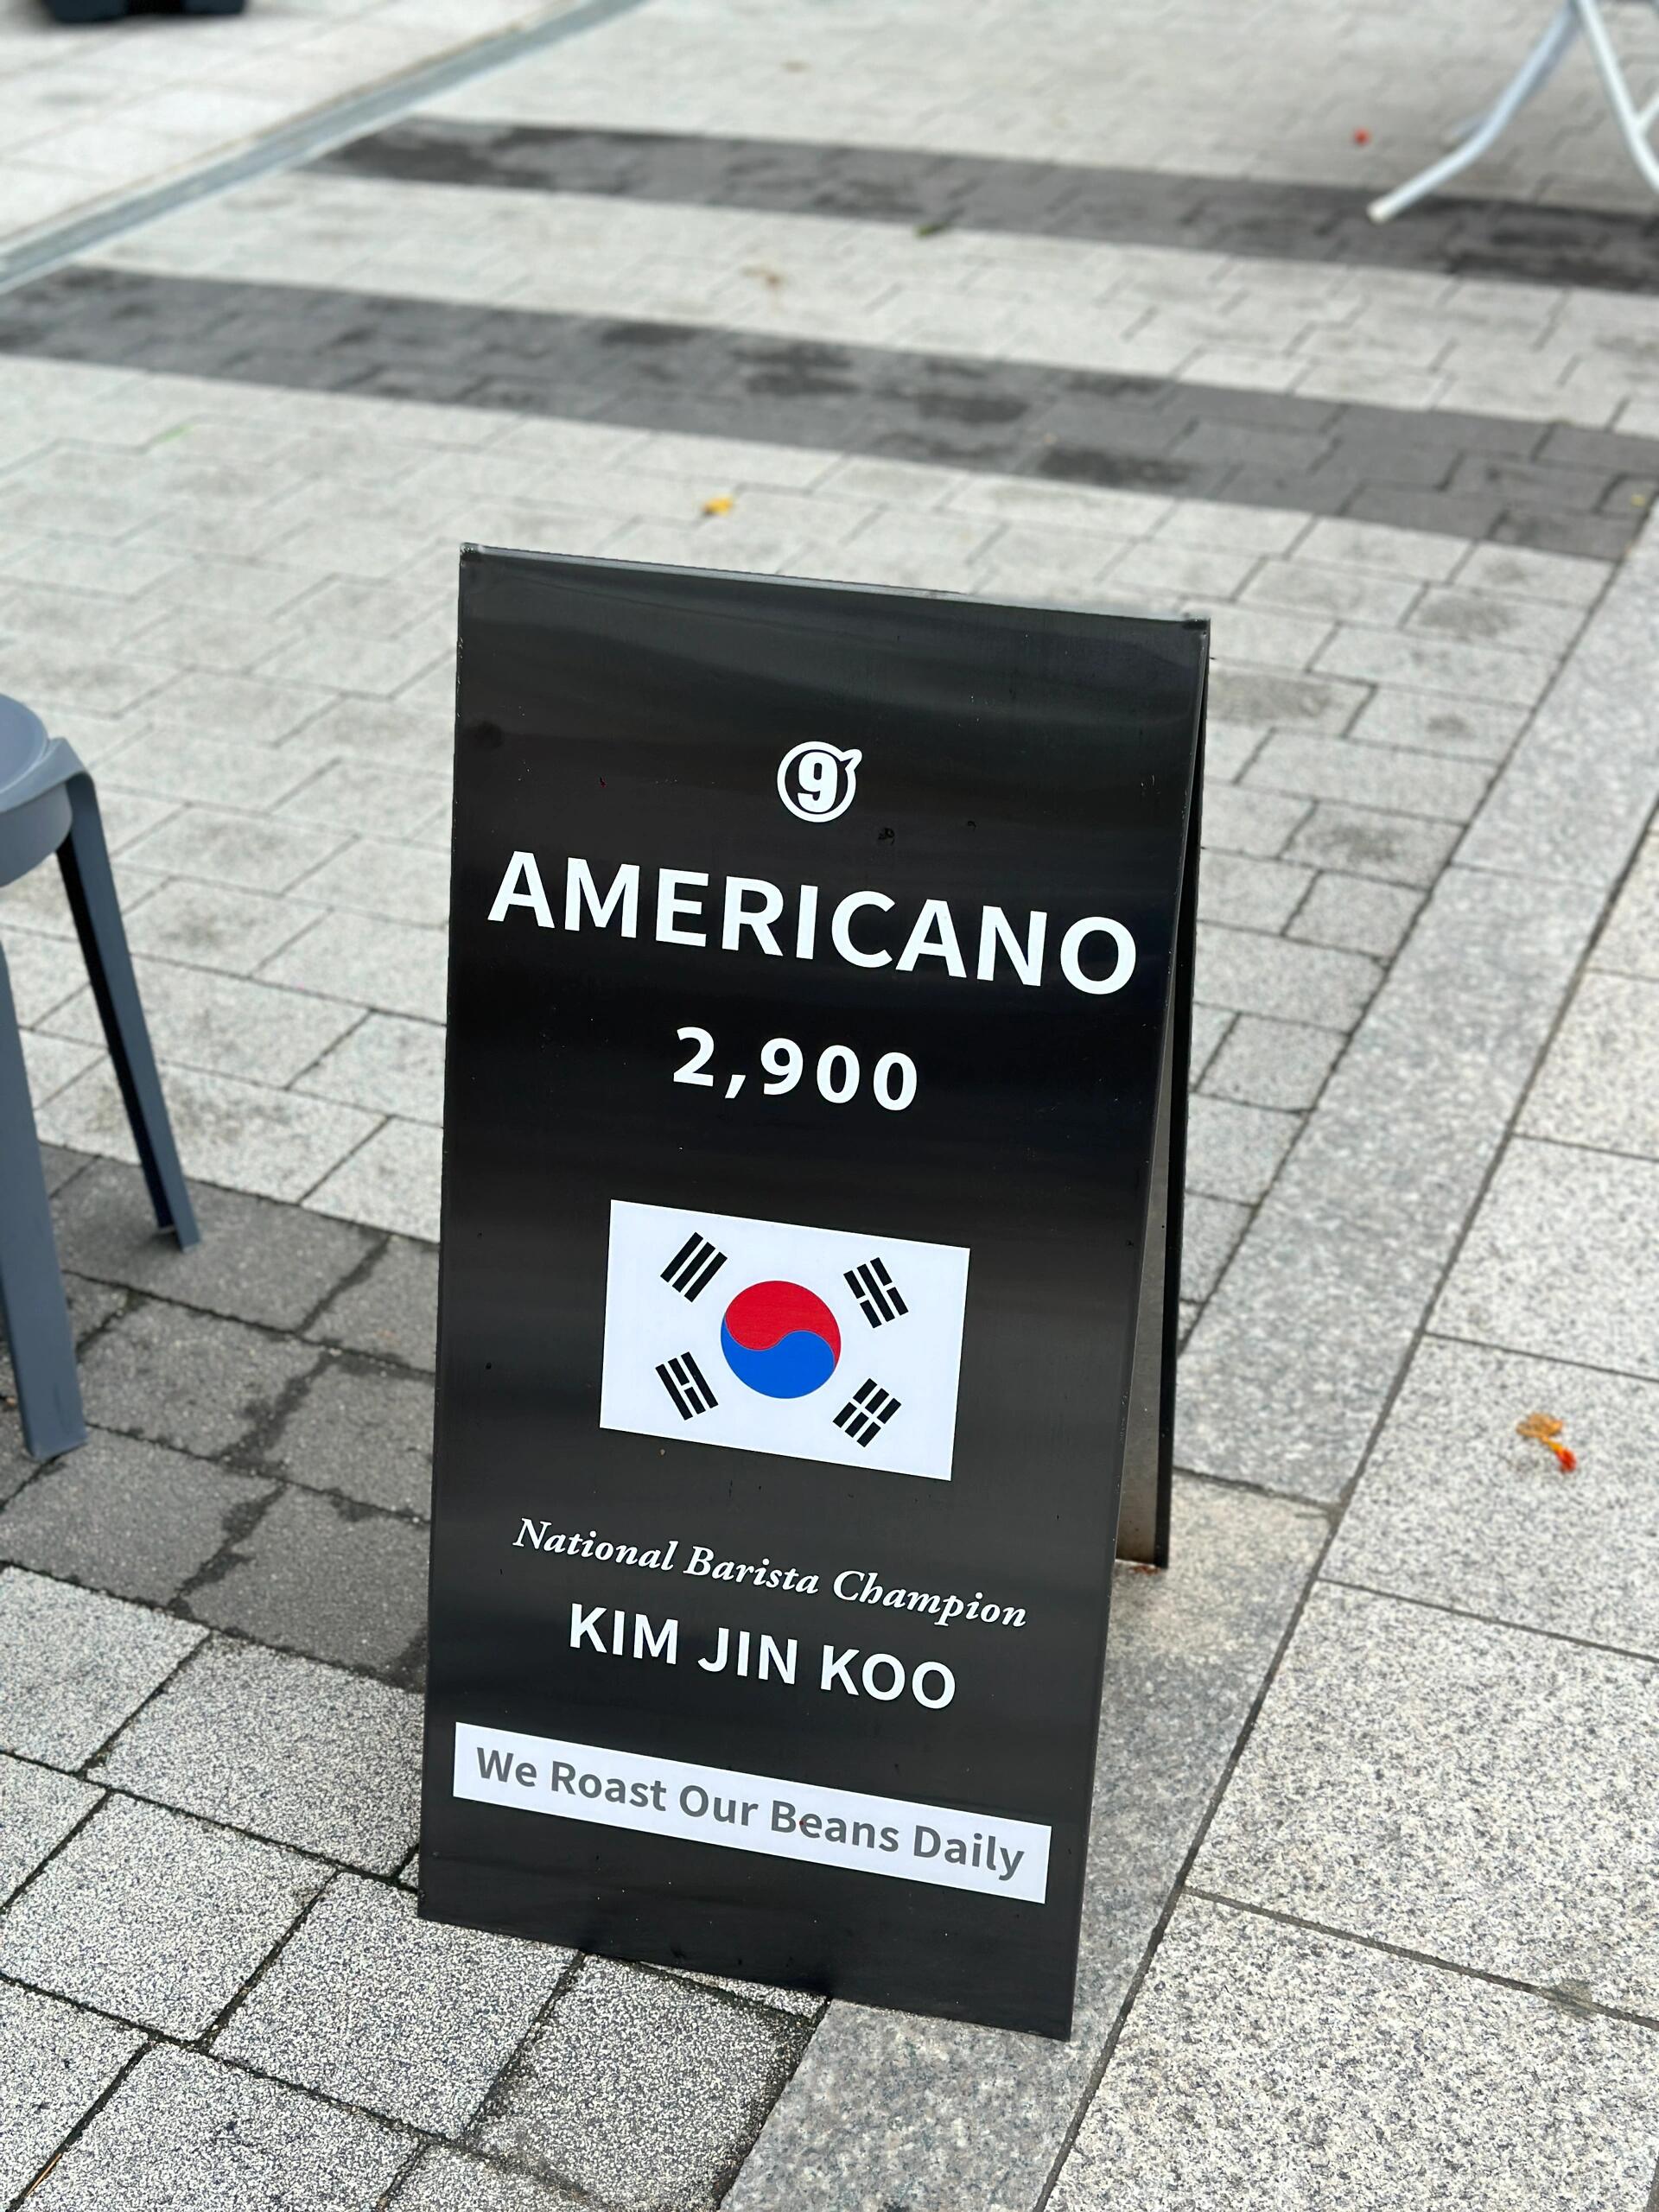 9
AMERICANO
2,900
National Barista Champion
KIM JIN KOO
We Roast Our Beans Daily